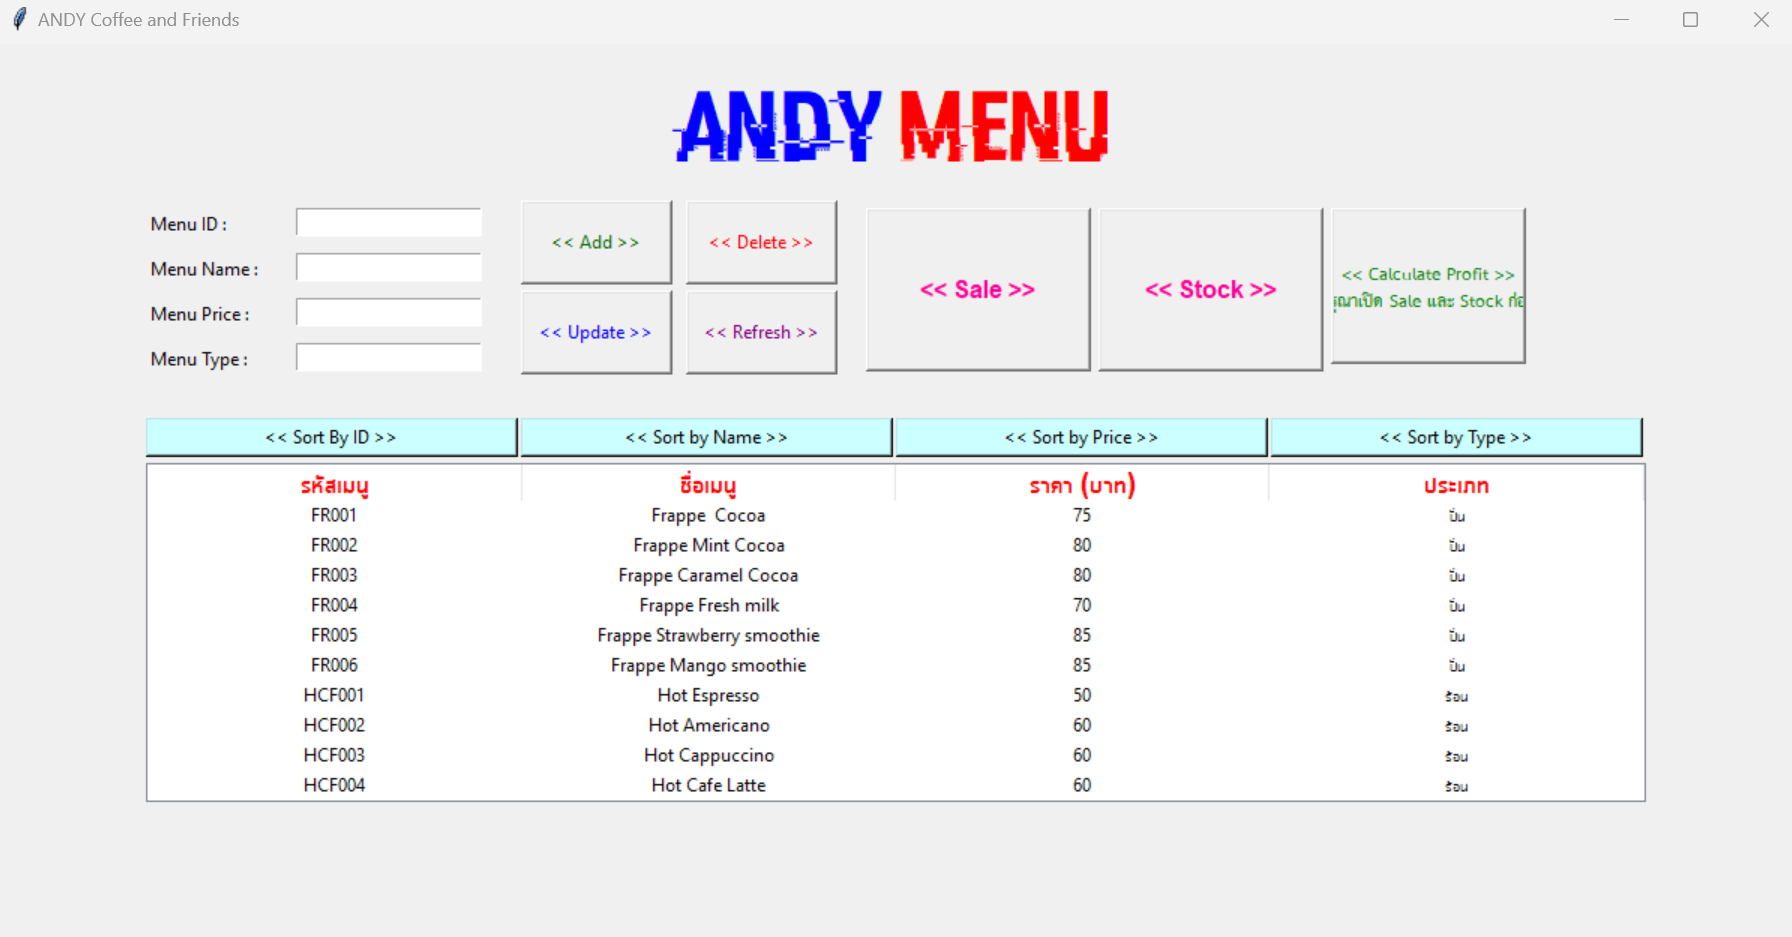 ANDY Coffee and Friends
ANDY MENU
Menu ID :
Menu Name :
Menu Price :
Menu Type :
<< Add >>
<< Delete >>
<< Update >>
<< Refresh >>
<< Sale >>
<< Stock >>
<< Calculate Profit >>
รุณาเปิด Sale และ Stock ก่อ
<< Sort By ID >> << Sort by Name >> << Sort by Price >> << Sort by Type >>
รหัสเมนู ชื่อเมนู ราคา (บาท) ประเภท
FR001 Frappe  Cocoa 75 ปั่น
FR002 Frappe Mint Cocoa 80 ปั่น
FR003 Frappe Caramel Cocoa 80 ปั่น
FR004 Frappe Fresh milk 70 ปั่น
FR005 Frappe Strawberry smoothie 85 ปั่น
FR006 Frappe Mango smoothie 85 ปั่น
HCF001 Hot Espresso 50 ร้อน
HCF002 Hot Americano 60 ร้อน
HCF003 Hot Cappuccino 60 ร้อน
HCF004 Hot Cafe Latte 60 ร้อน